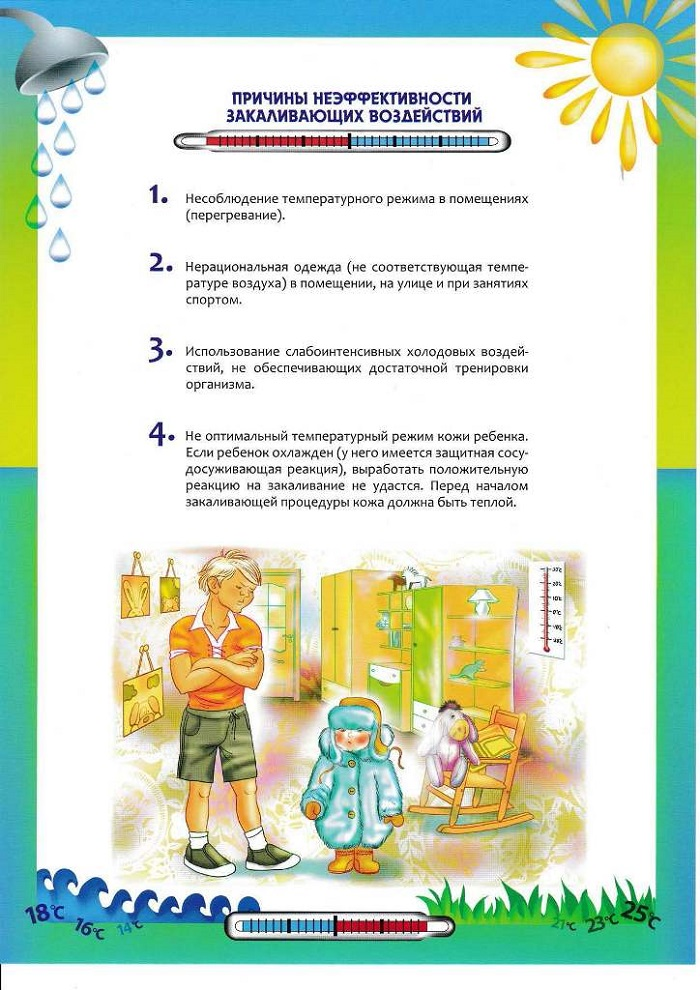 ПРИЧИНЫ НЕЭФФЕКТИВНОСТИ
ЗАКАЛИВАЮЩИХ ВОЗДЕЙСТВИЙ
1. Несоблюдение температурного режима в помещениях
(перегревание).
2. Нерациональная одежда (не соответствующая темпе-
ратуре воздуха) в помещении, на улице и при занятиях
спортом.
3. Использование слабоинтенсивных холодовых воздей-
ствий, не обеспечивающих достаточной тренировки
организма.
4. Не оптимальный температурный режим кожи ребенка.
Если ребенок охлажден (у него имеется защитная сосу-
досуживающая реакция), выработать положительную
реакцию на закаливание не удастся. Перед началом
закаливающей процедуры кожа должна быть теплой.
18°C 16°C 14°C
23°C 25°C